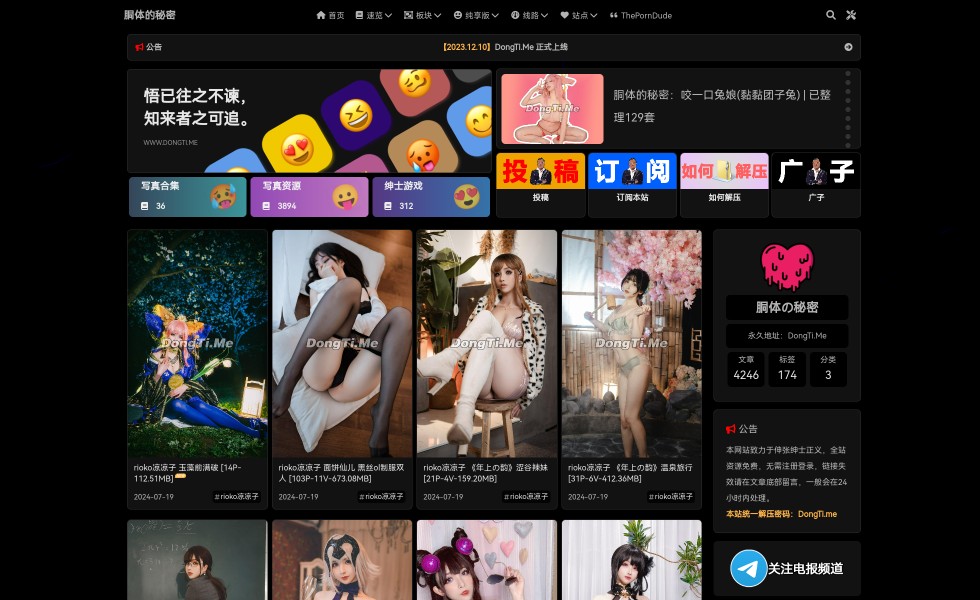 胴体的秘密
首页 速览 板块 纯享版 线路 站点 ThePornDude
公告
【2023.12.10】DongTi.Me 正式上线
悟已往之不谏，
知来者之可追。
WWW.DONGTI.ME
DongTi.Me
胴体的秘密：咬一口兔娘(黏黏团子兔) | 已整
理129套
写真合集
36
写真资源
3894
绅士游戏
312
投稿
订阅
如何解压
广子
投稿
订阅本站
如何解压
广子
DongTi.Me
DongTi.Me
DongTi.Me
DongTi.Me
rioko凉凉子 玉藻前满破 [14P-
112.51MB]
2024-07-19
#rioko凉凉子
rioko凉凉子 面饼仙儿 黑丝ol制服双
人 [103P-11V-673.08MB]
2024-07-19
#rioko凉凉子
rioko凉凉子 《年上の韵》涩谷辣妹
[21P-4V-159.20MB]
2024-07-19
#rioko凉凉子
rioko凉凉子 《年上の韵》温泉旅行
[31P-6V-412.36MB]
2024-07-19
#rioko凉凉子
胴体の秘密
永久地址：DongTi.Me
文章 标签 分类
4246 174 3
公告
本网站致力于伸张绅士正义，全站
资源免费，无需注册登录，链接失
效请在文章底部留言，一般会在24
小时内处理。
本站统一解压密码：DongTi.me
关注电报频道